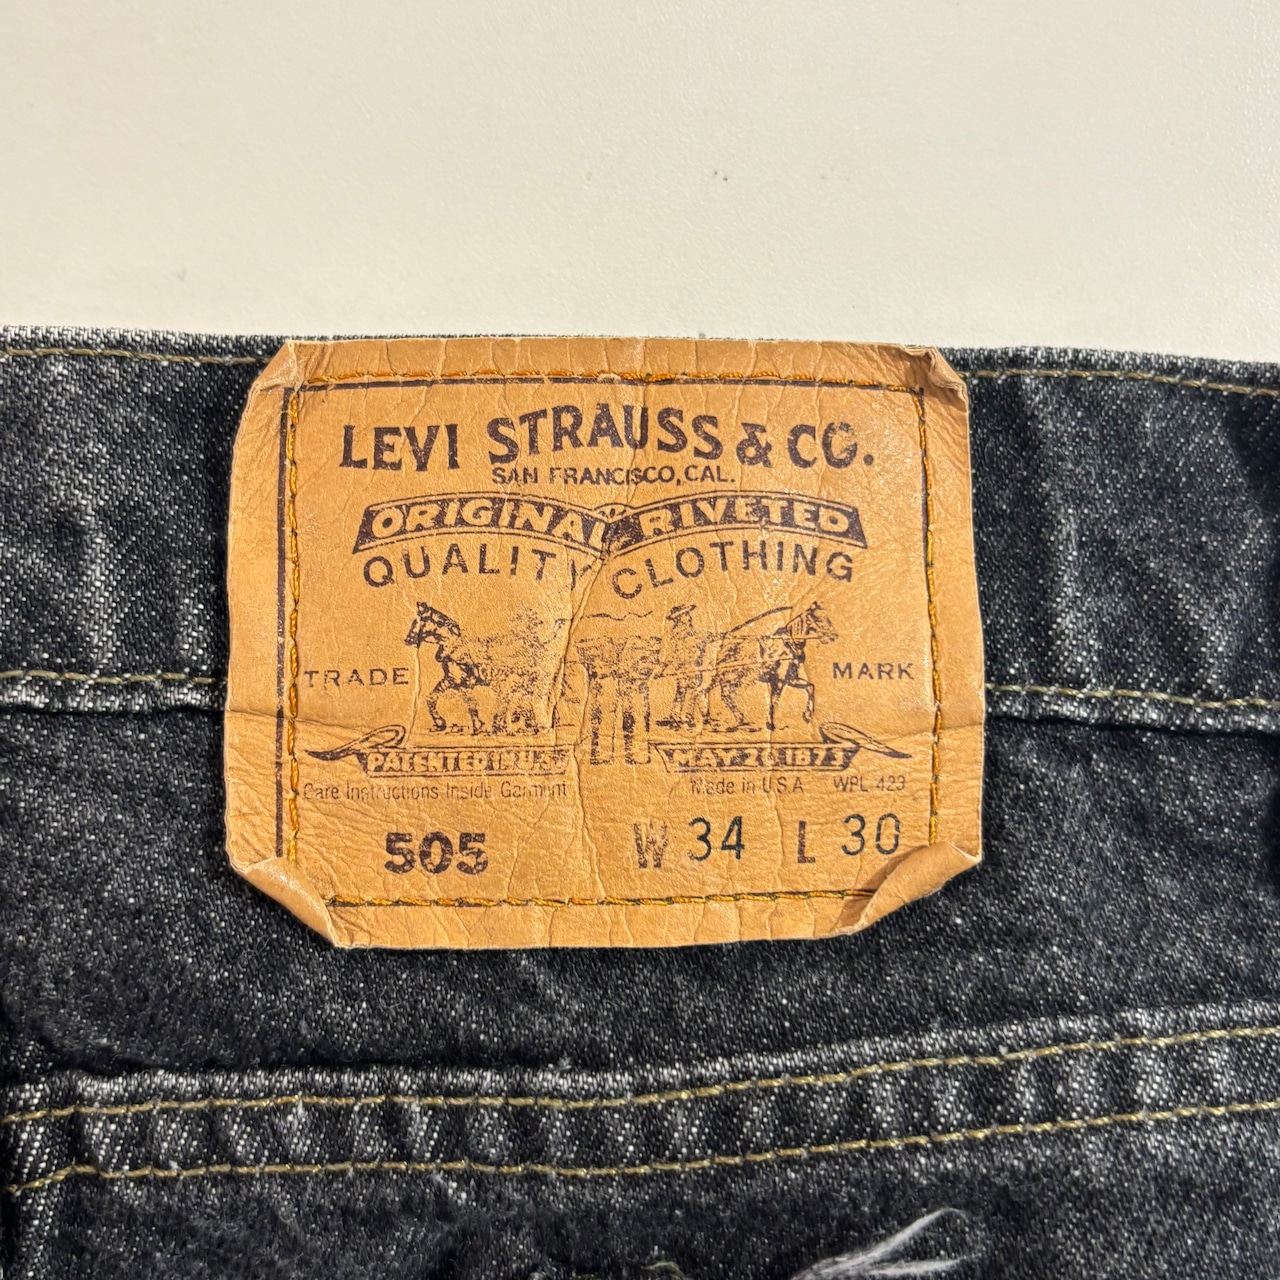 LEVI STRAUSS & CO.
SAN FRANCISCO, CAL.
ORIGINAL RIVETED
QUALITY CLOTHING
TRADE MARK
PATENTED IN U.S. MAY 20 1873
Care Instructions Inside Garment Made in U.S.A WPL 423
505 W 34 L 30